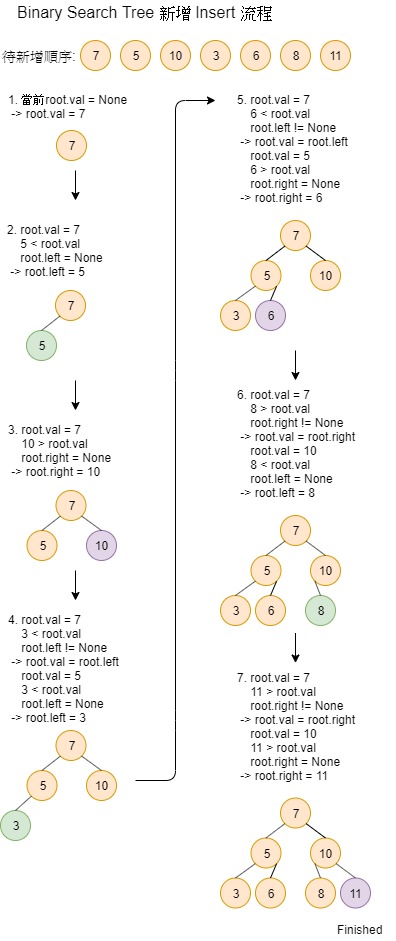 Binary Search Tree 新增 Insert 流程
待新增順序: 7 5 10 3 6 8 11
1. 當前root.val = None
-> root.val = 7
7
2. root.val = 7
5 < root.val
root.left = None
-> root.left = 5
7
5
3. root.val = 7
10 > root.val
root.right = None
-> root.right = 10
7
5 10
4. root.val = 7
3 < root.val
root.left != None
-> root.val = root.left
root.val = 5
3 < root.val
root.left = None
-> root.left = 3
7
5 10
3
5. root.val = 7
6 < root.val
root.left != None
-> root.val = root.left
root.val = 5
6 > root.val
root.right = None
-> root.right = 6
7
5 10
3 6
6. root.val = 7
8 > root.val
root.right != None
-> root.val = root.right
root.val = 10
8 < root.val
root.left = None
-> root.left = 8
7
5 10
3 6 8
7. root.val = 7
11 > root.val
root.right != None
-> root.val = root.right
root.val = 10
11 > root.val
root.right = None
-> root.right = 11
7
5 10
3 6 8 11
Finished